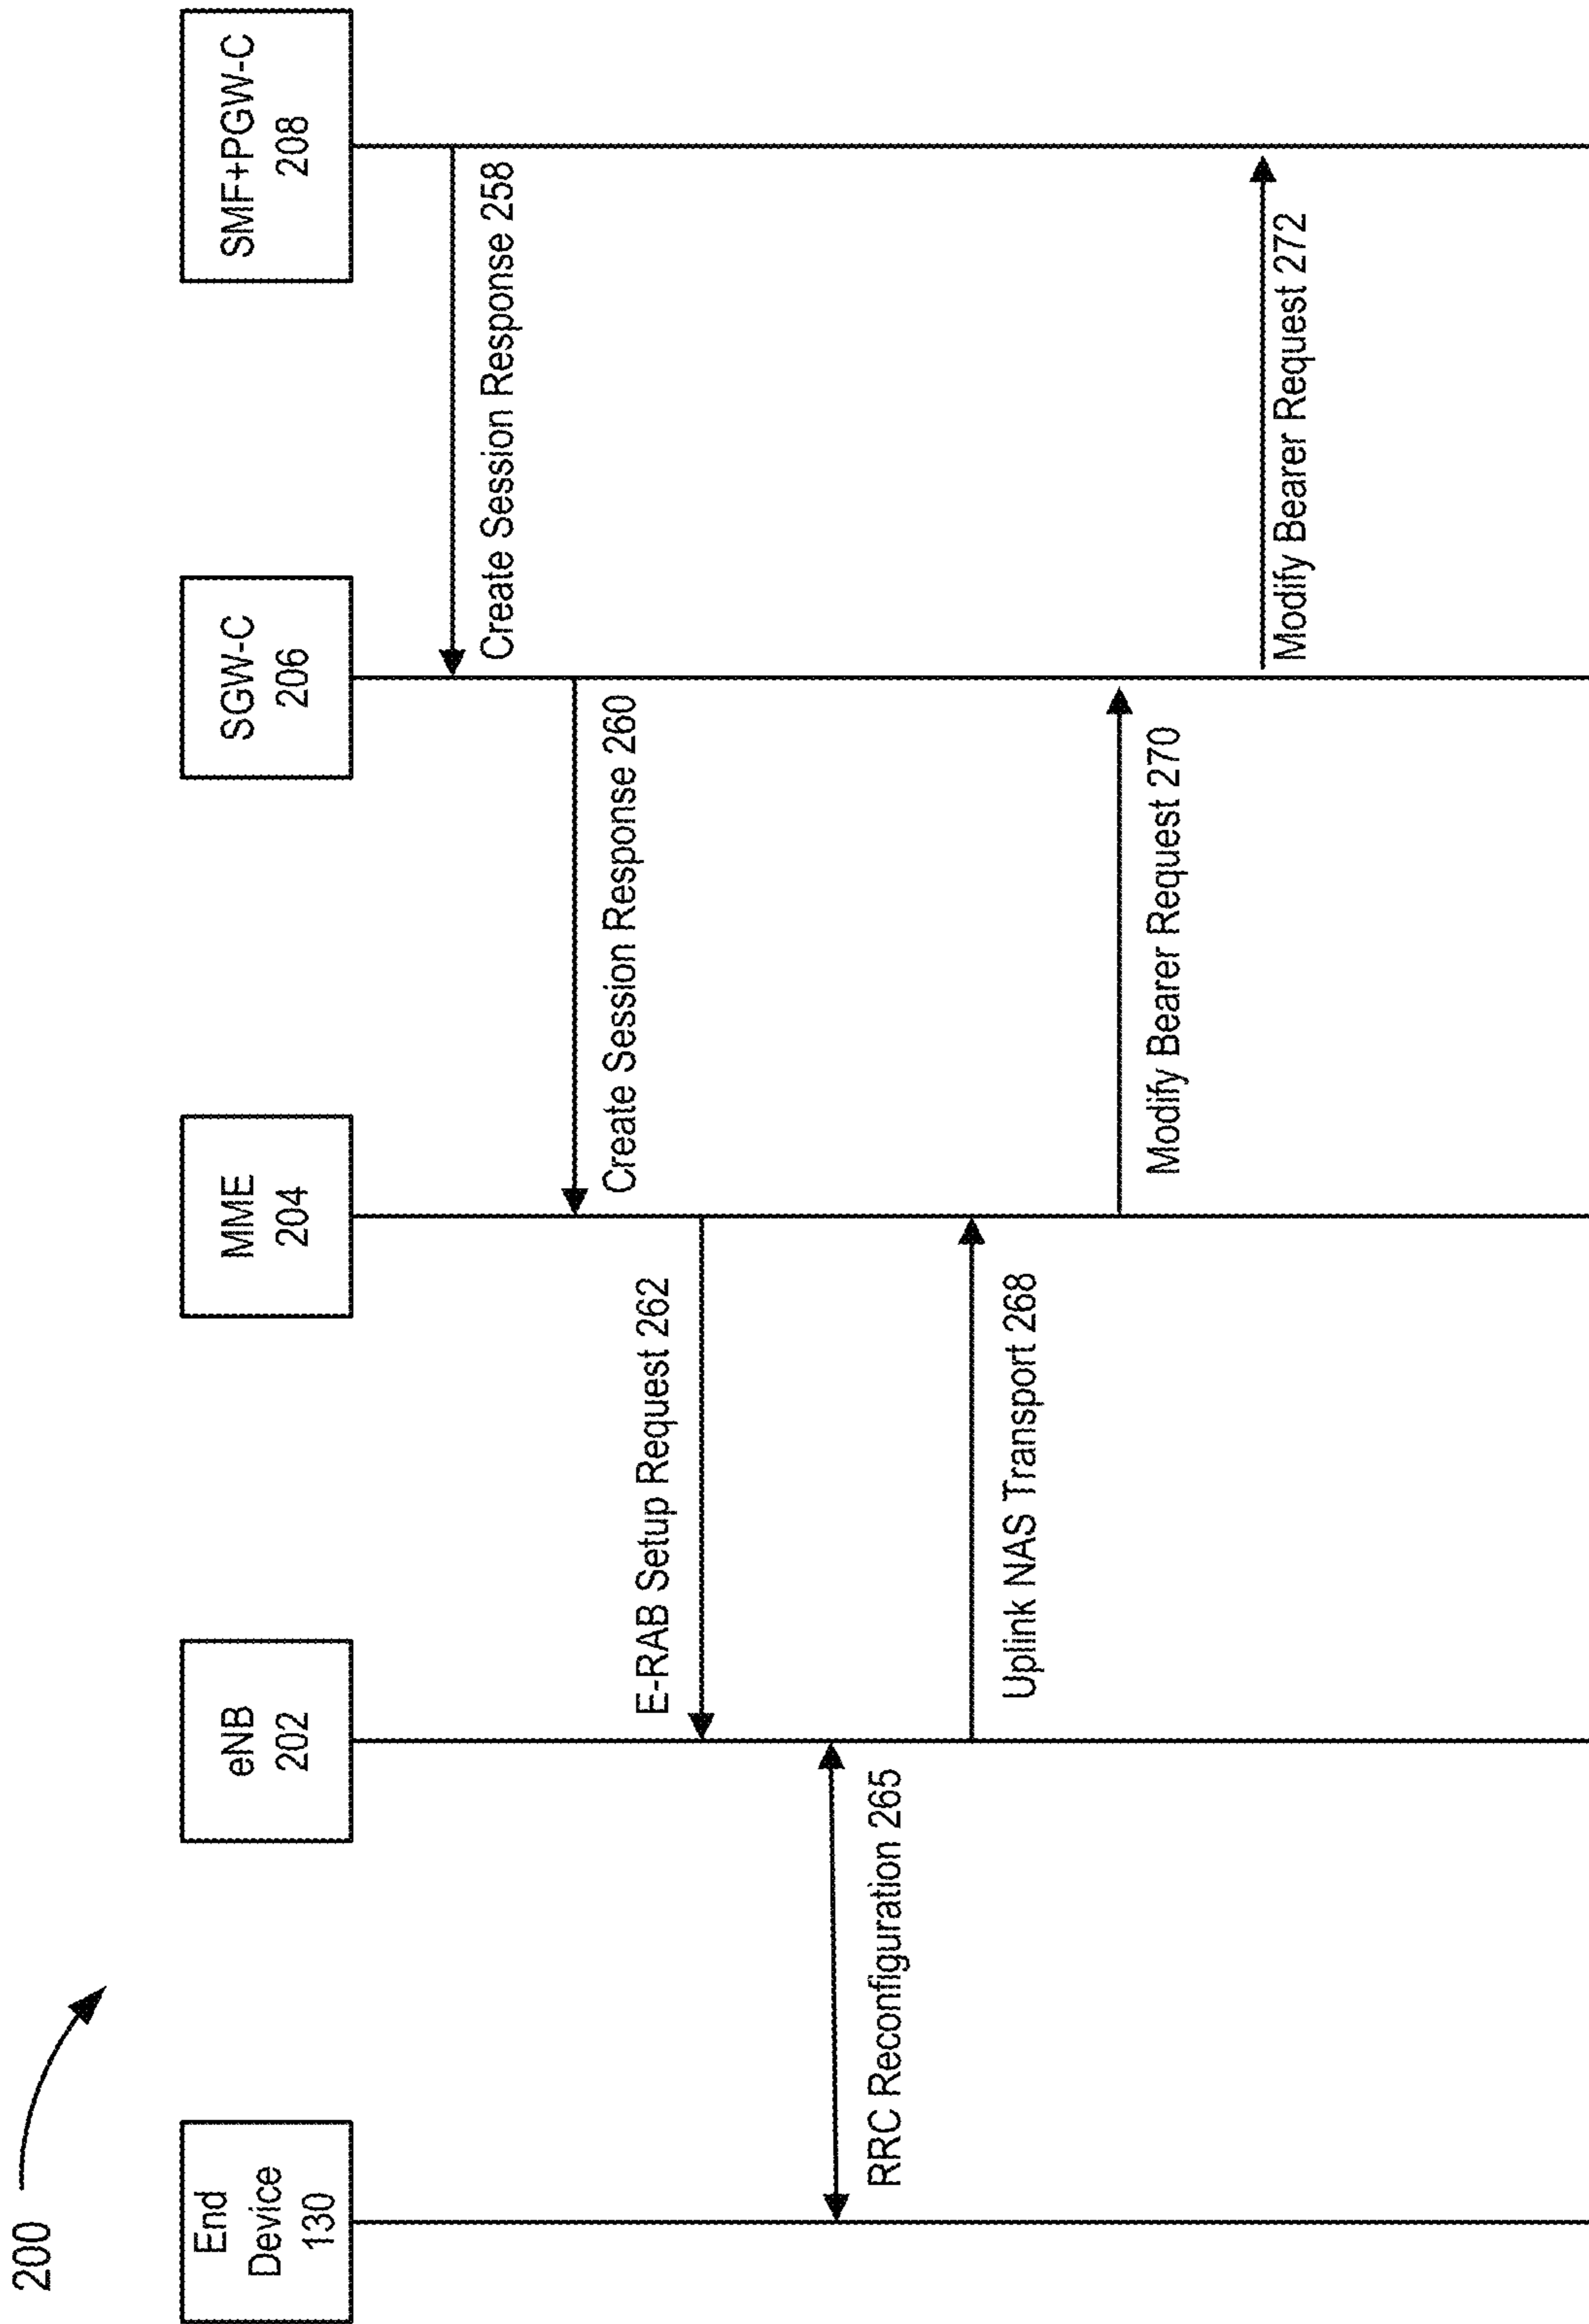 200
End
Device
130
eNB
202
MME
204
SGW-C
206
SMF+PGW-C
208
Create Session Response 258
Create Session Response 260
E-RAB Setup Request 262
RRC Reconfiguration 265
Uplink NAS Transport 268
Modify Bearer Request 270
Modify Bearer Request 272